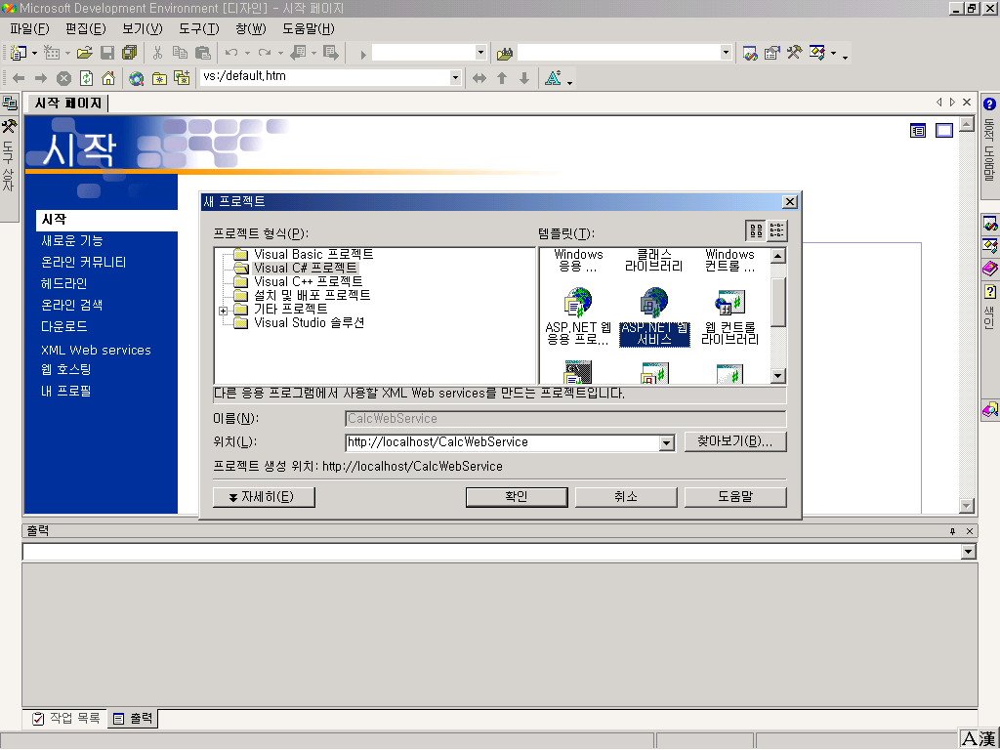 Microsoft Development Environment [디자인] - 시작 페이지
파일(F) 편집(E) 보기(V) 도구(T) 창(W) 도움말(H)
vs:/default,htm
시작 페이지
도구 상자
시작
시작
새로운 기능
온라인 커뮤니티
헤드라인
온라인 검색
다운로드
XML Web services
웹 호스팅
내 프로필
새 프로젝트
프로젝트 형식(P):
Visual Basic 프로젝트
Visual C# 프로젝트
Visual C++ 프로젝트
설치 및 배포 프로젝트
기타 프로젝트
Visual Studio 솔루션
템플릿(T):
Windows 응용 ...
클래스 라이브러리
Windows 컨트롤 ...
ASP.NET 웹 응용 프로...
ASP.NET 웹 서비스
웹 컨트롤 라이브러리
다른 응용 프로그램에서 사용할 XML Web services를 만드는 프로젝트입니다.
이름(N): CalcWebService
위치(L): http://localhost/CalcWebService 찾아보기(B)...
프로젝트 생성 위치: http://localhost/CalcWebService
자세히(E) 확인 취소 도움말
동적 도움말
색인
출력
작업 목록 출력
A漢